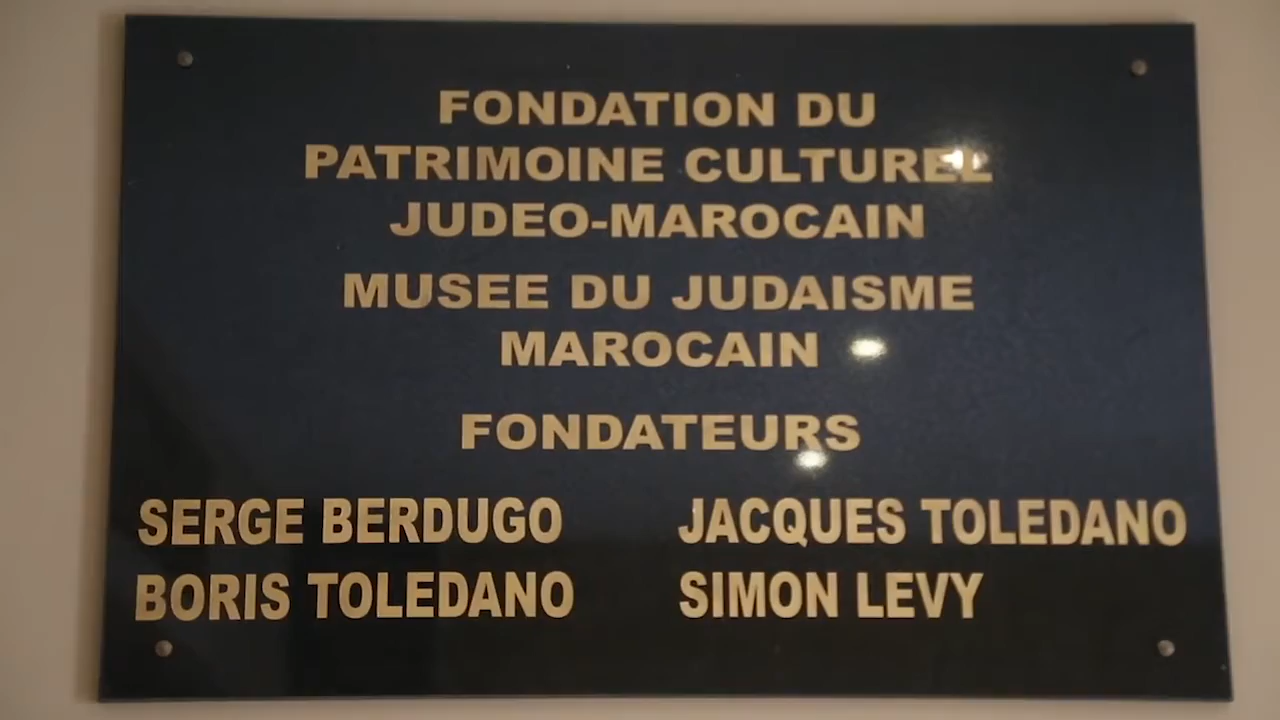 FONDATION DU
PATRIMOINE CULTUREL
JUDEO-MAROCAIN
MUSEE DU JUDAISME
MAROCAIN
FONDATEURS
SERGE BERDUGO JACQUES TOLEDANO
BORIS TOLEDANO SIMON LEVY